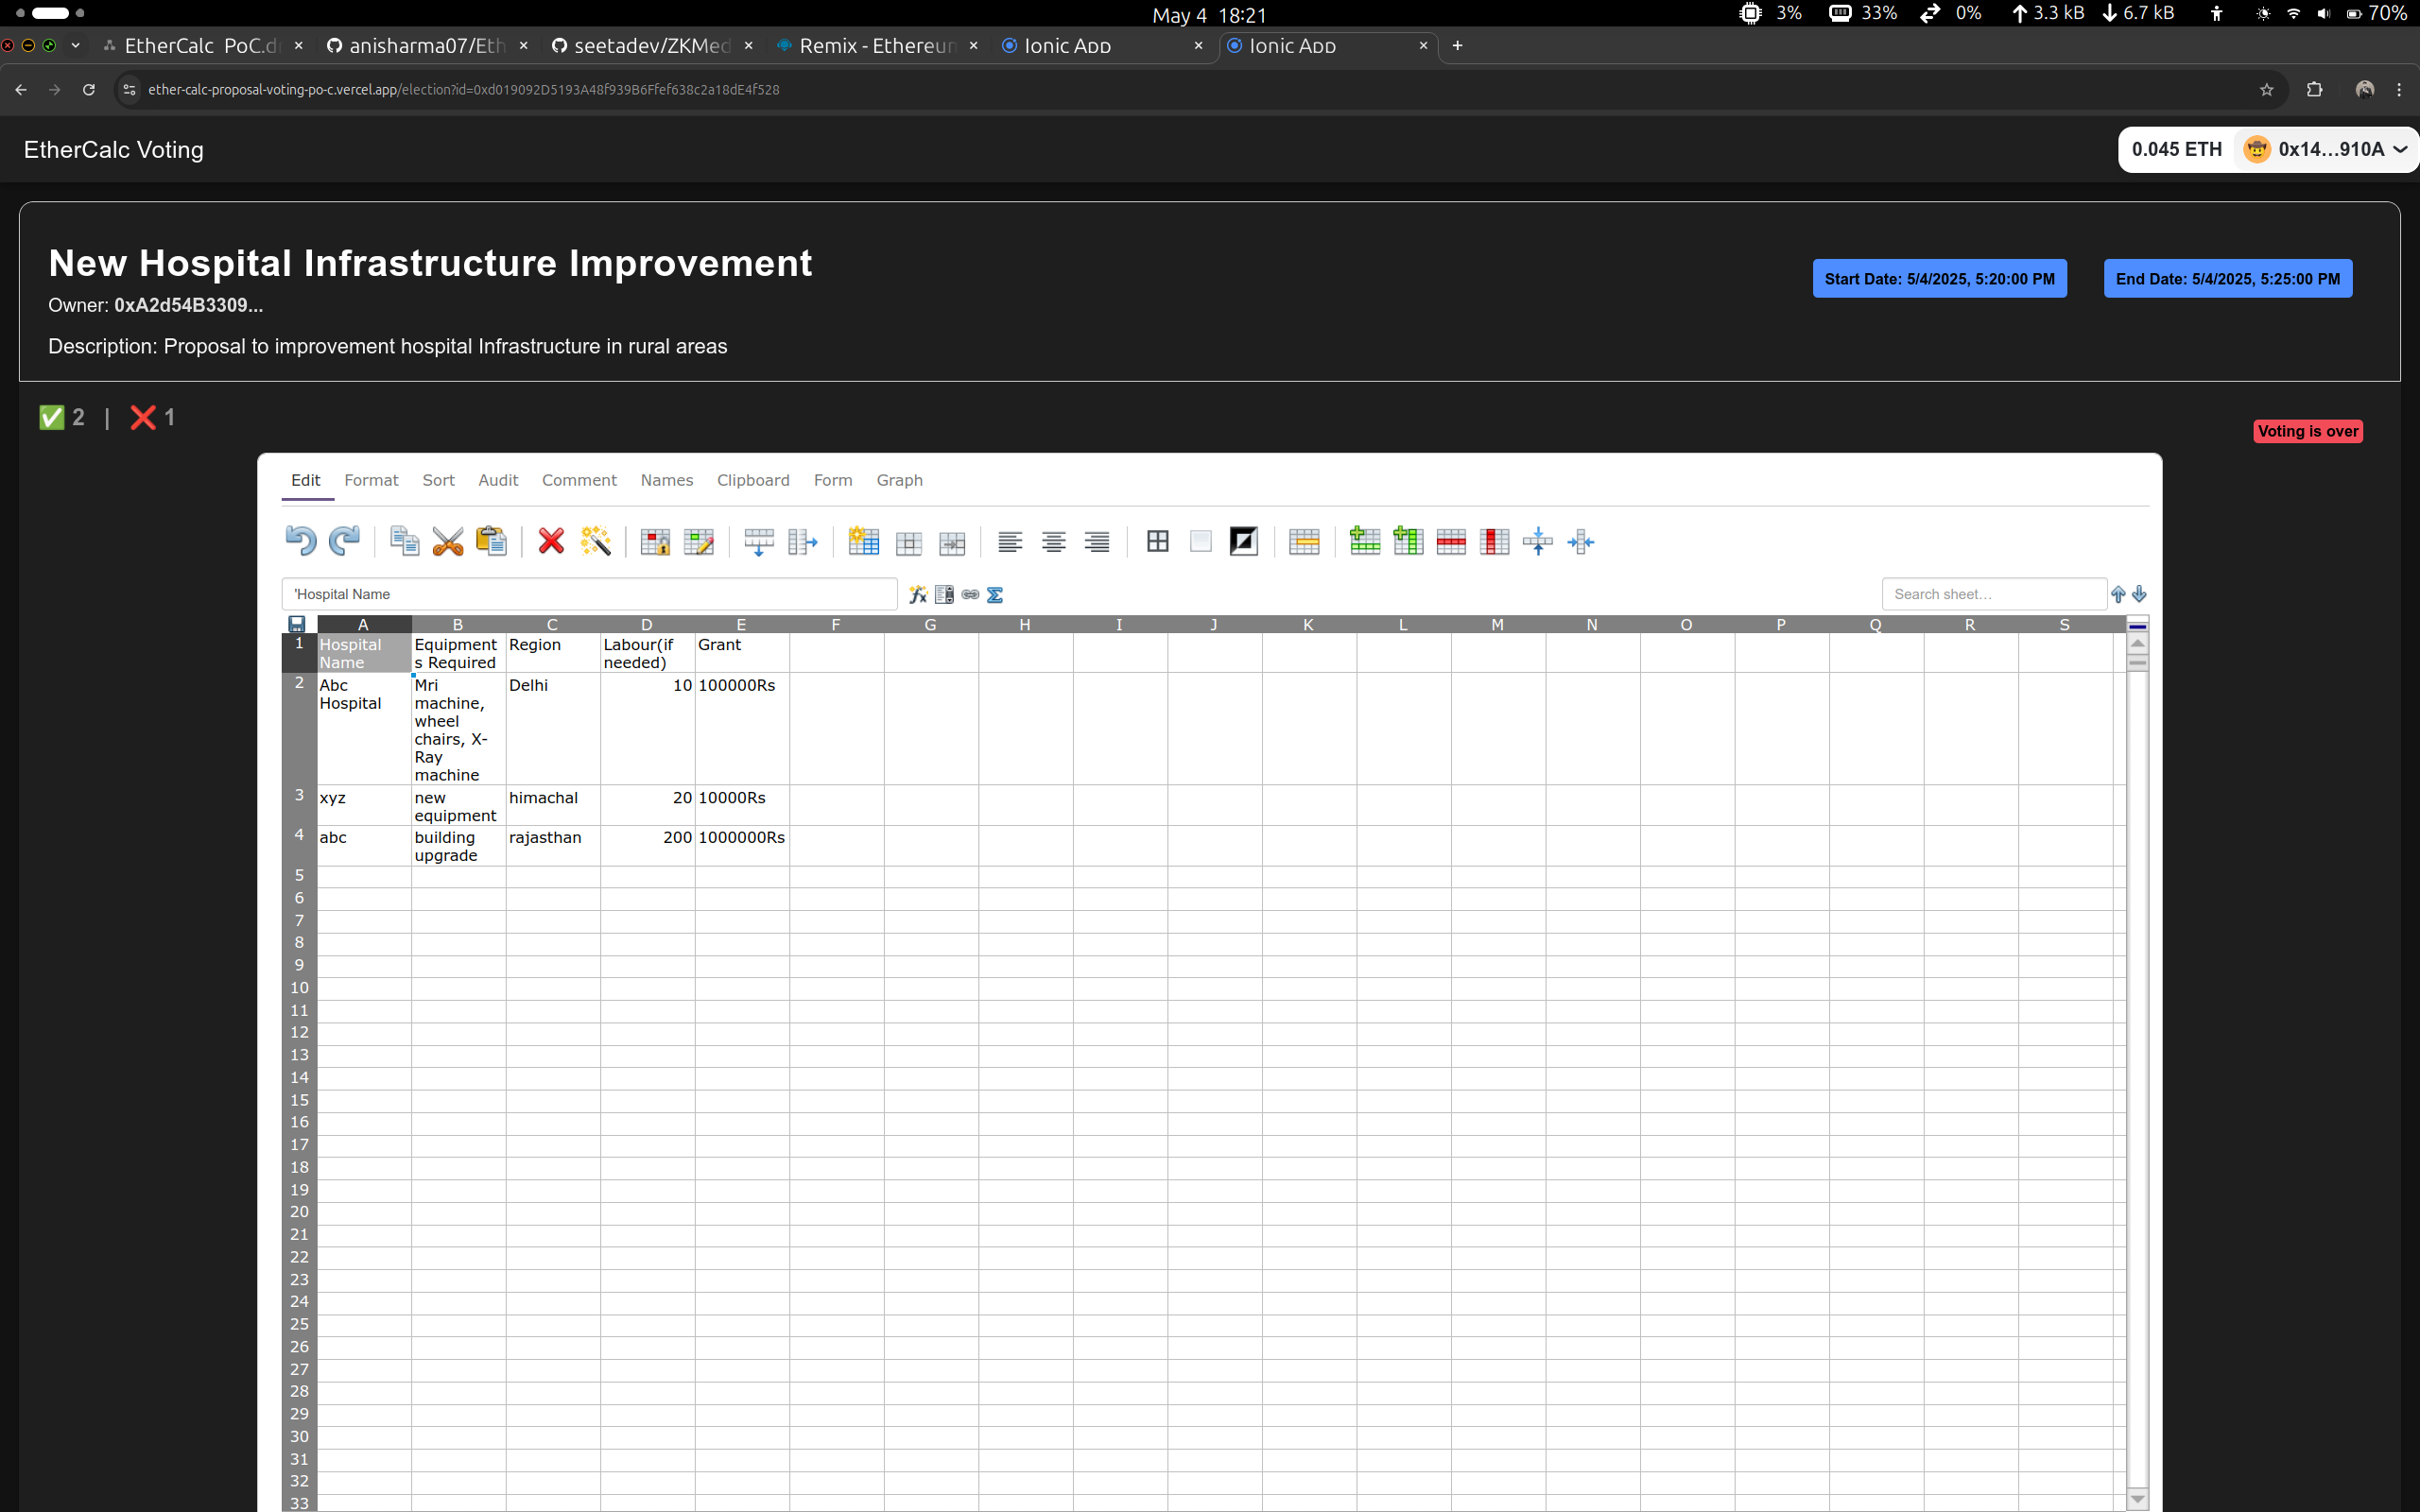 May 4 18:21
3% 33% 0% 3.3 kB 6.7 kB 70%
EtherCalc PoC.d
anisharma07/Eth
seetadev/ZKMed
Remix - Ethereum
Ionic App
Ionic App
ether-calc-proposal-voting-po-c.vercel.app/election?id=0xd019092D5193A48f939B6Ffef638c2a18dE4f528
EtherCalc Voting
0.045 ETH 0x14...910A
New Hospital Infrastructure Improvement
Owner: 0xA2d54B3309...
Description: Proposal to improvement hospital Infrastructure in rural areas
Start Date: 5/4/2025, 5:20:00 PM
End Date: 5/4/2025, 5:25:00 PM
2 | 1
Voting is over
Edit Format Sort Audit Comment Names Clipboard Form Graph
'Hospital Name
Search sheet...
A B C D E F G H I J K L M N O P Q R S
1
Hospital
Name
Equipment
s Required
Region
Labour(if
needed)
Grant
2
Abc
Hospital
Mri
machine,
wheel
chairs, X-
Ray
machine
Delhi
10
100000Rs
3
xyz
new
equipment
himachal
20
10000Rs
4
abc
building
upgrade
rajasthan
200
1000000Rs
5
6
7
8
9
10
11
12
13
14
15
16
17
18
19
20
21
22
23
24
25
26
27
28
29
30
31
32
33